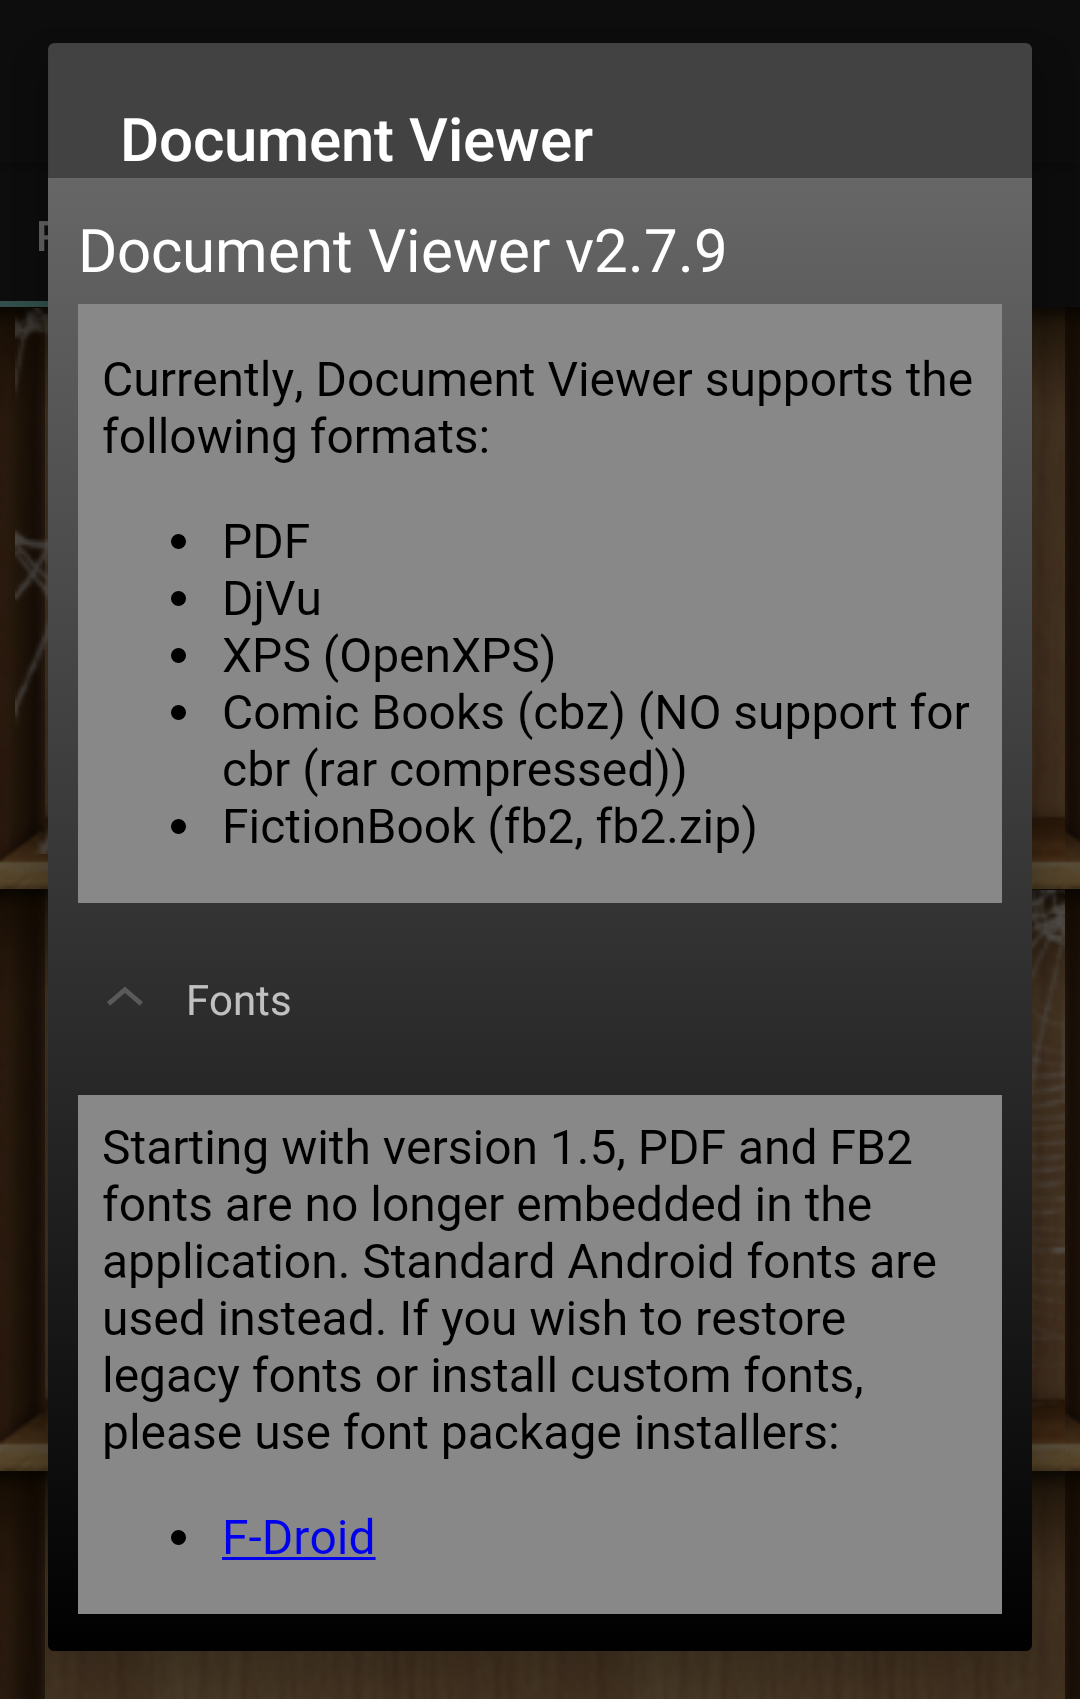 Document Viewer
Document Viewer v2.7.9
Currently, Document Viewer supports the
following formats:
PDF
DjVu
XPS (OpenXPS)
Comic Books (cbz) (NO support for
cbr (rar compressed))
FictionBook (fb2, fb2.zip)
Fonts
Starting with version 1.5, PDF and FB2
fonts are no longer embedded in the
application. Standard Android fonts are
used instead. If you wish to restore
legacy fonts or install custom fonts,
please use font package installers:
F-Droid